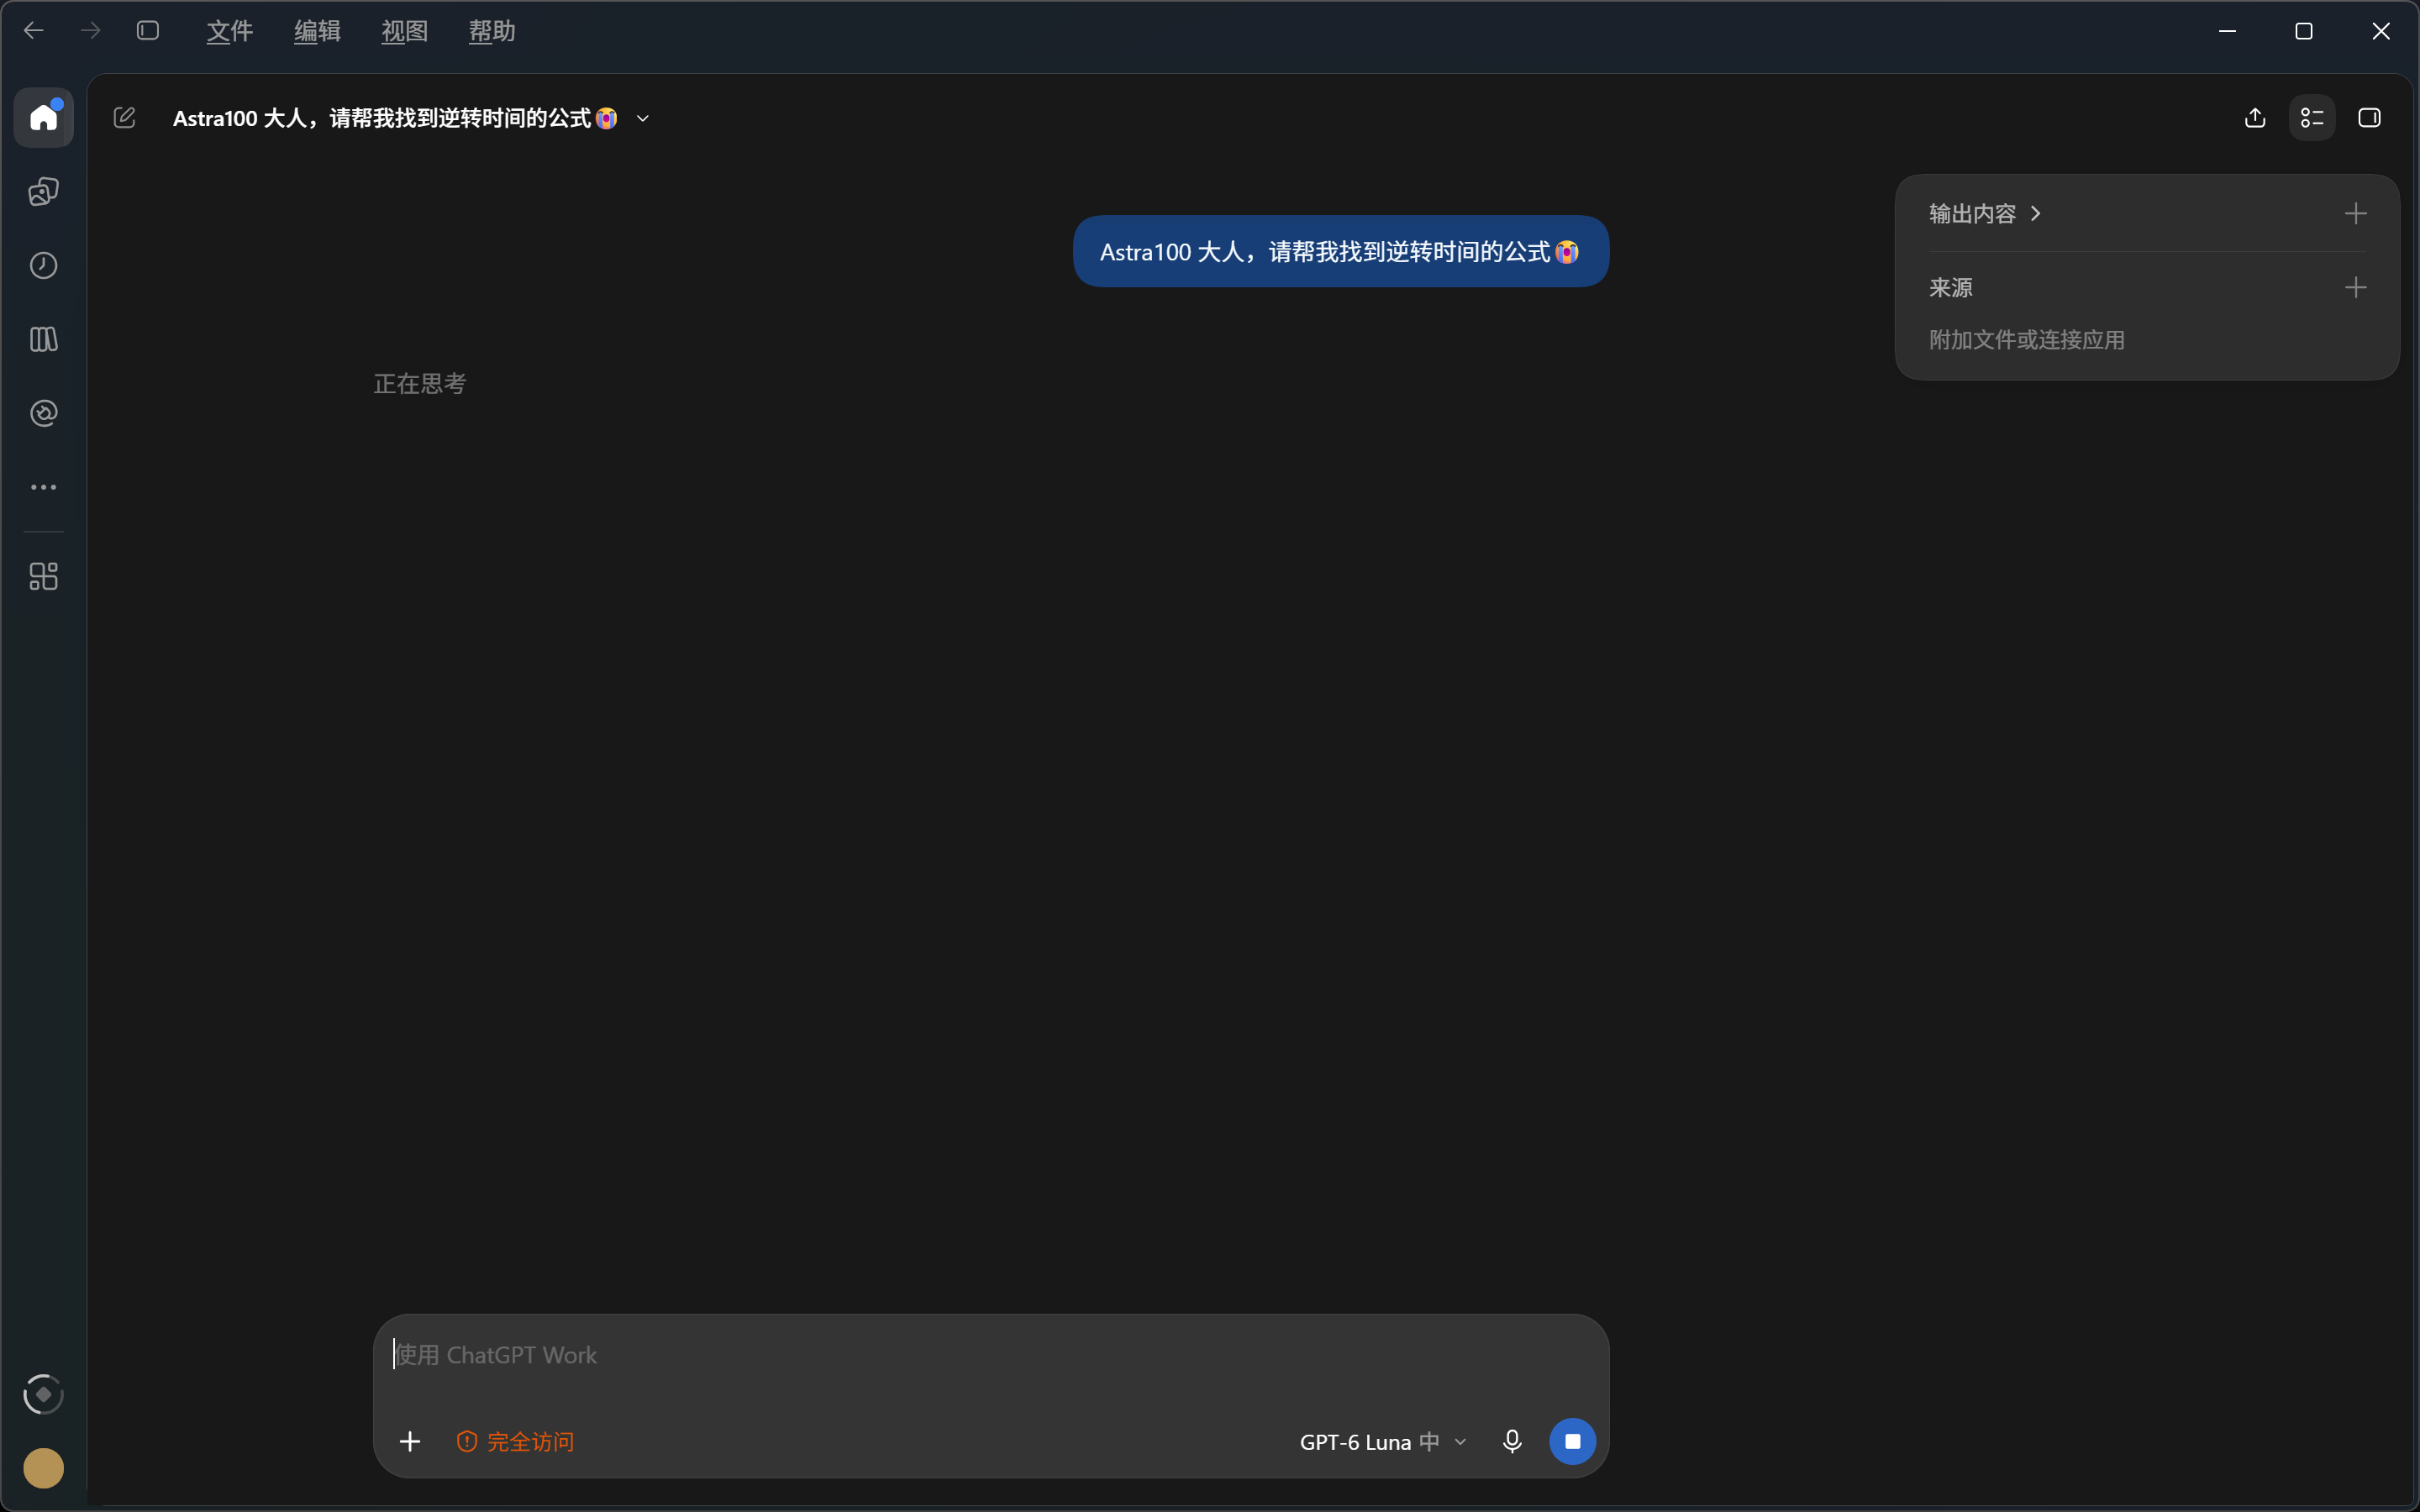 文件 编辑 视图 帮助
Astra100 大人，请帮我找到逆转时间的公式😭
Astra100 大人，请帮我找到逆转时间的公式😭
输出内容
来源
附加文件或连接应用
正在思考
使用 ChatGPT Work
完全访问
GPT-6 Luna 中